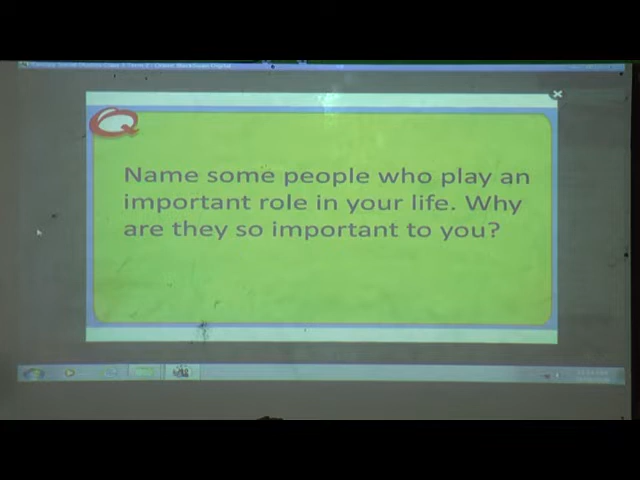 Q
Name some people who play an
important role in your life. Why
are they so important to you?